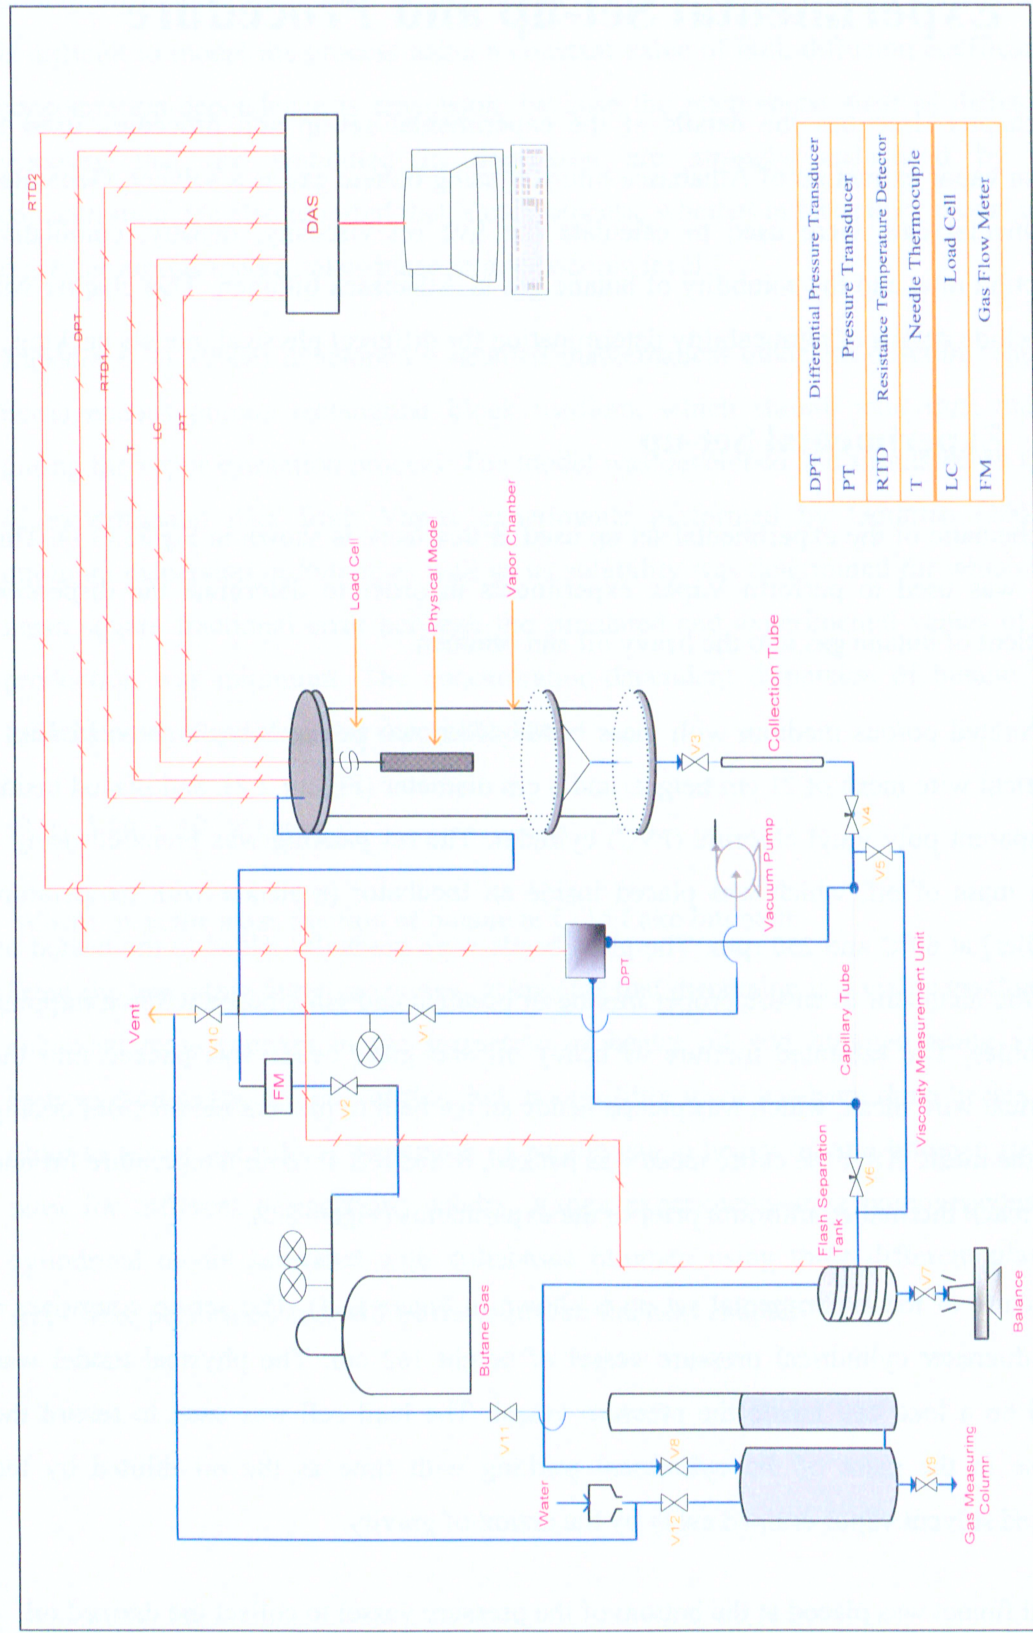 RTD2
DPT
RTD1
T
LC
PT
DAS
Vent
V10
FM
V2
V1
Load Cell
Physical Mode
Vapor Chanber
Butane Gas
V11
DPT
Vacuum Pump
V3
Collection Tube
V4
V5
Capillary Tube
Viscosity Measurement Unit
V6
Flash Separation
Tank
V7
Balance
Water
V12
V8
V9
Gas Measuring
Column
DPT Differential Pressure Transducer
PT Pressure Transducer
RTD Resistance Temperature Detector
T Needle Thermocuple
LC Load Cell
FM Gas Flow Meter